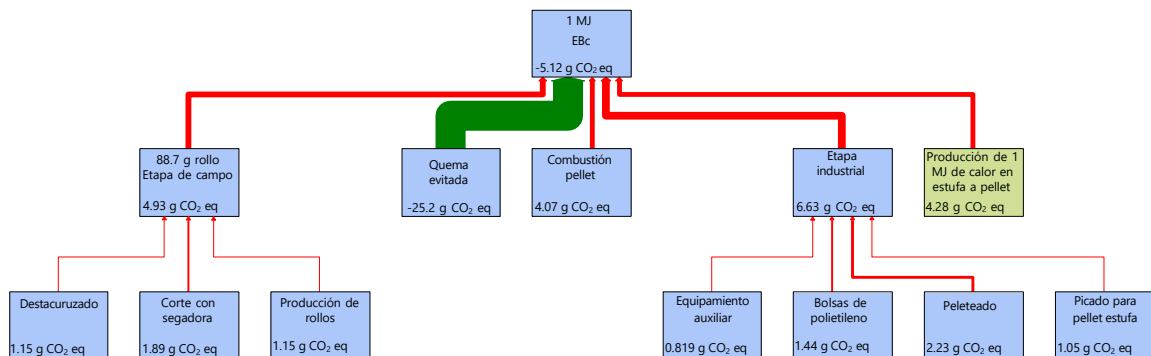 1 MJ
EBc
-5.12 g CO₂ eq
88.7 g rollo
Etapa de campo
4.93 g CO₂ eq
Quema
evitada
-25.2 g CO₂ eq
Combustión
pellet
4.07 g CO₂ eq
Etapa
industrial
6.63 g CO₂ eq
Producción de 1
MJ de calor en
estufa a pellet
4.28 g CO₂ eq
Destacuruzado
1.15 g CO₂ eq
Corte con
segadora
1.89 g CO₂ eq
Producción de
rollos
1.15 g CO₂ eq
Equipamiento
auxiliar
0.819 g CO₂ eq
Bolsas de
polietileno
1.44 g CO₂ eq
Peleteado
2.23 g CO₂ eq
Picado para
pellet estufa
1.05 g CO₂ eq